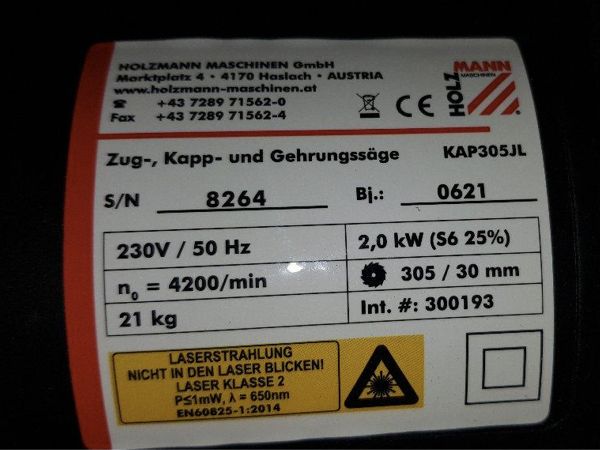 HOLZMANN MASCHINEN GmbH
Marktplatz 4 • 4170 Haslach • AUSTRIA
www.holzmann-maschinen.at
☎ +43 7289 71562-0
Fax +43 7289 71562-4
CE
HOLZ
MANN
MASCHINEN
Zug-, Kapp- und Gehrungssäge KAP305JL
S/N 8264 Bj.: 0621
230V / 50 Hz 2,0 kW (S6 25%)
n₀ = 4200/min 305 / 30 mm
21 kg Int. #: 300193
LASERSTRAHLUNG
NICHT IN DEN LASER BLICKEN!
LASER KLASSE 2
P≤1mW, λ = 650nm
EN60825-1:2014